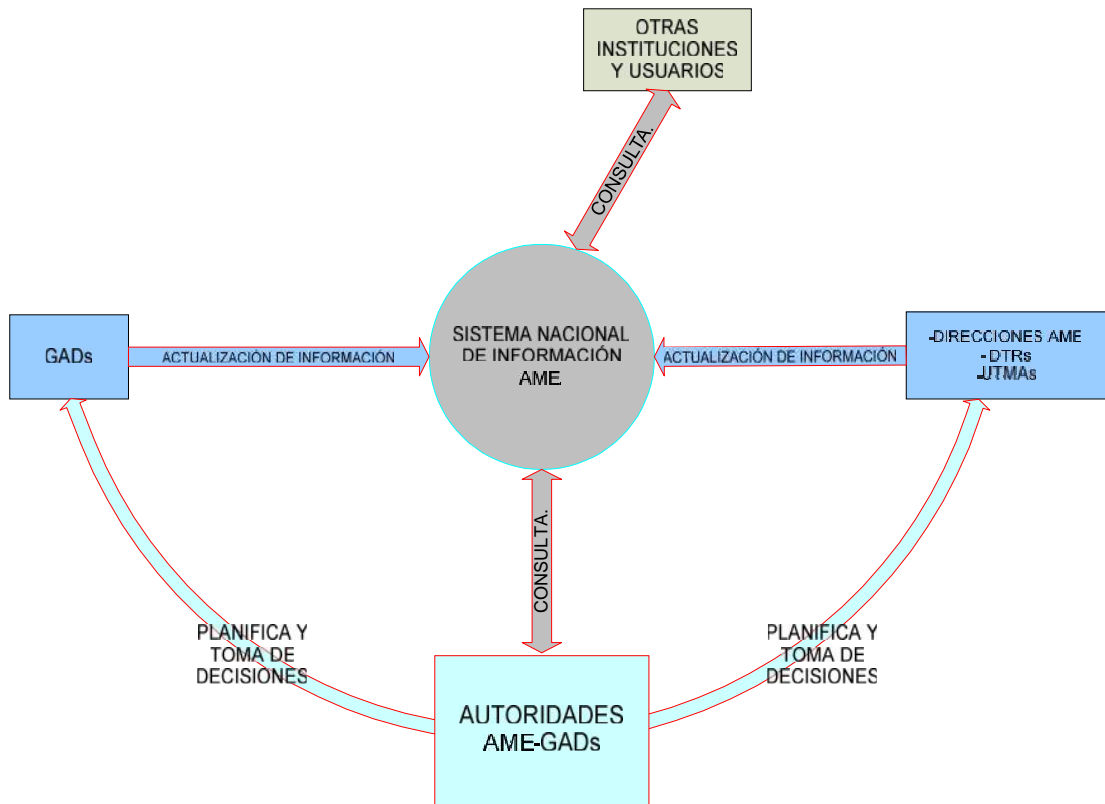 OTRAS
INSTITUCIONES
Y USUARIOS
CONSULTA.
SISTEMA NACIONAL
DE INFORMACIÓN
AME
GADs
ACTUALIZACIÓN DE INFORMACIÓN
ACTUALIZACIÓN DE INFORMACIÓN
-DIRECCIONES AME
- DTRs
-UTMAs
CONSULTA.
PLANIFICA Y
TOMA DE
DECISIONES
PLANIFICA Y
TOMA DE
DECISIONES
AUTORIDADES
AME-GADs